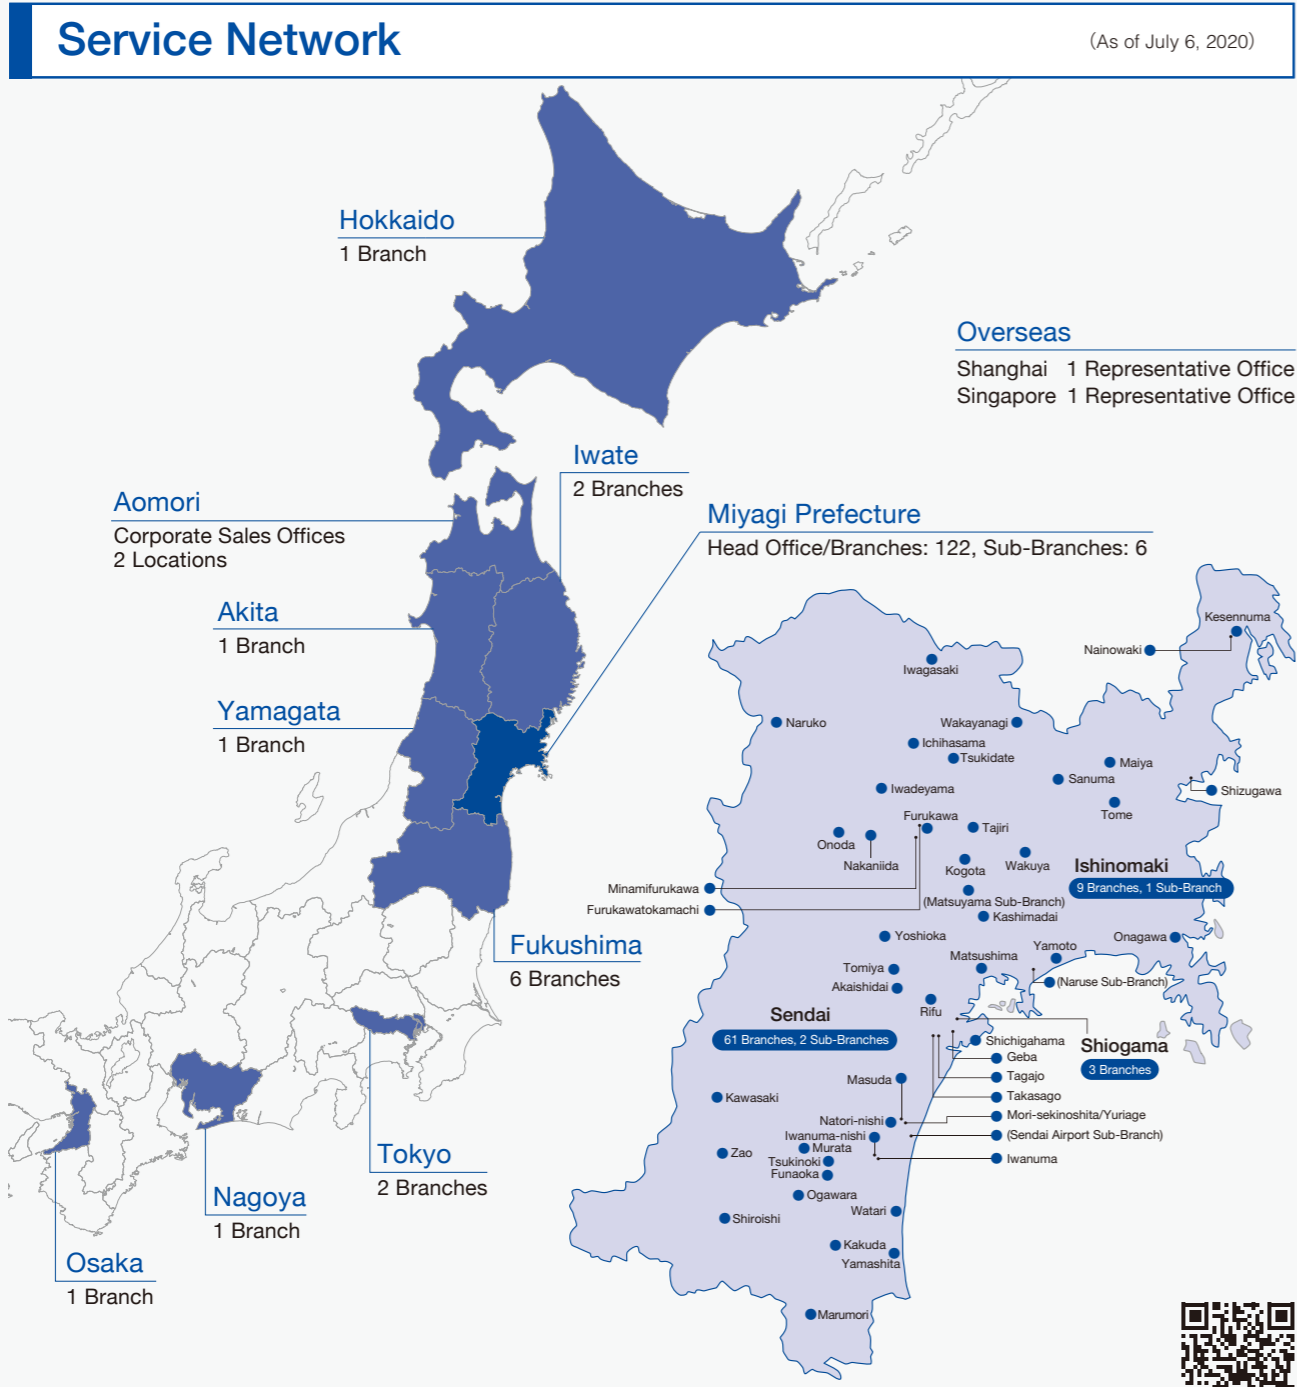 Service Network
(As of July 6, 2020)
Hokkaido
1 Branch
Overseas
Shanghai 1 Representative Office
Singapore 1 Representative Office
Iwate
2 Branches
Aomori
Corporate Sales Offices
2 Locations
Miyagi Prefecture
Head Office/Branches: 122, Sub-Branches: 6
Akita
1 Branch
Yamagata
1 Branch
Fukushima
6 Branches
Tokyo
2 Branches
Nagoya
1 Branch
Osaka
1 Branch
Kesennuma
Nainowaki
Iwagasaki
Naruko
Wakayanagi
Ichihasama
Tsukidate
Maiya
Sanuma
Iwadeyama
Shizugawa
Tome
Furukawa
Tajiri
Onoda
Nakaniida
Kogota
Wakuya
Ishinomaki
9 Branches, 1 Sub-Branch
Minamifurukawa
(Matsuyama Sub-Branch)
Furukawatokamachi
Kashimadai
Yoshioka
Onagawa
Yamoto
Matsushima
Tomiya
(Naruse Sub-Branch)
Akaishidai
Rifu
Sendai
61 Branches, 2 Sub-Branches
Shichigahama
Shiogama
3 Branches
Geba
Tagajo
Masuda
Takasago
Kawasaki
Mori-sekinoshita/Yuriage
Natori-nishi
(Sendai Airport Sub-Branch)
Iwanuma-nishi
Murata
Zao
Iwanuma
Tsukinoki
Funaoka
Ogawara
Watari
Shiroishi
Kakuda
Yamashita
Marumori